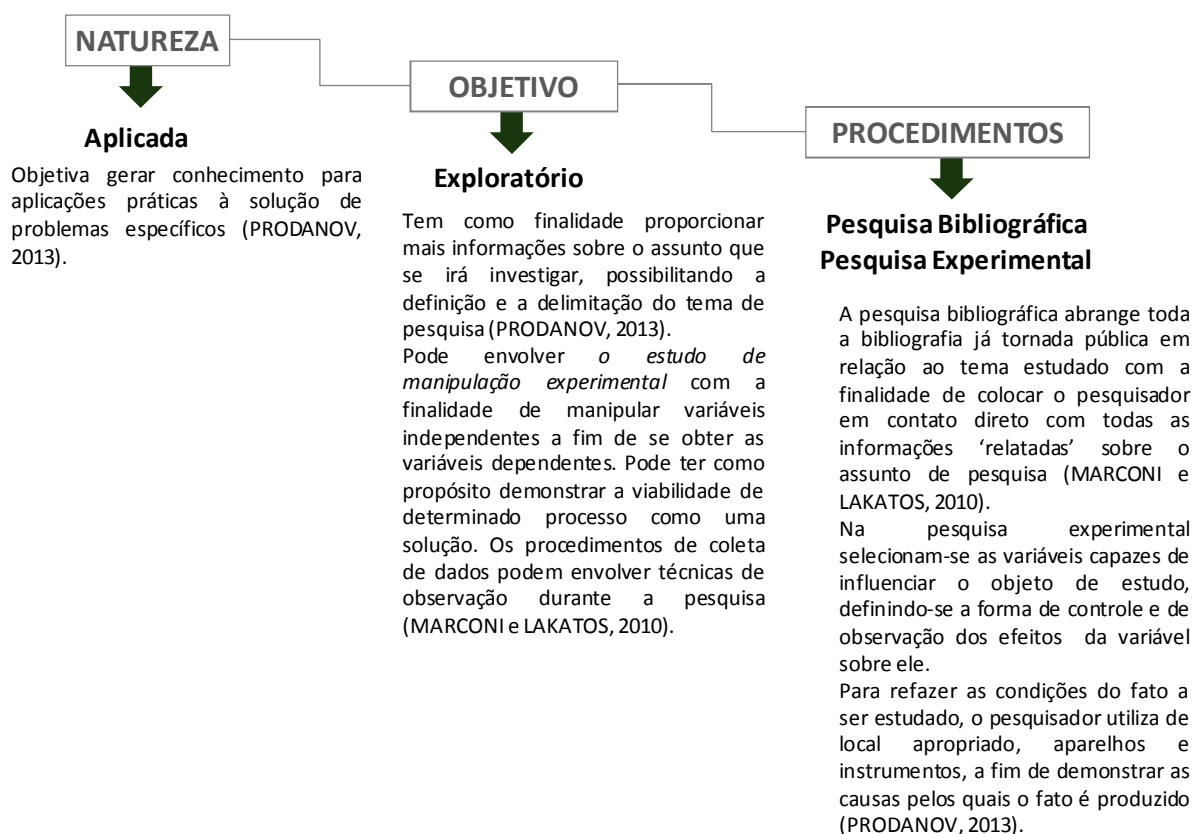 NATUREZA
Aplicada
Objetiva gerar conhecimento para
aplicações práticas à solução de
problemas específicos (PRODANOV,
2013).
OBJETIVO
Exploratório
Tem como finalidade proporcionar
mais informações sobre o assunto que
se irá investigar, possibilitando a
definição e a delimitação do tema de
pesquisa (PRODANOV, 2013).
Pode envolver o estudo de
manipulação experimental com a
finalidade de manipular variáveis
independentes a fim de se obter as
variáveis dependentes. Pode ter como
propósito demonstrar a viabilidade de
determinado processo como uma
solução. Os procedimentos de coleta
de dados podem envolver técnicas de
observação durante a pesquisa
(MARCONI e LAKATOS, 2010).
PROCEDIMENTOS
Pesquisa Bibliográfica
Pesquisa Experimental
A pesquisa bibliográfica abrange toda
a bibliografia já tornada pública em
relação ao tema estudado com a
finalidade de colocar o pesquisador
em contato direto com todas as
informações ‘relatadas’ sobre o
assunto de pesquisa (MARCONI e
LAKATOS, 2010).
Na pesquisa experimental
selecionam-se as variáveis capazes de
influenciar o objeto de estudo,
definindo-se a forma de controle e de
observação dos efeitos da variável
sobre ele.
Para refazer as condições do fato a
ser estudado, o pesquisador utiliza de
local apropriado, aparelhos e
instrumentos, a fim de demonstrar as
causas pelos quais o fato é produzido
(PRODANOV, 2013).